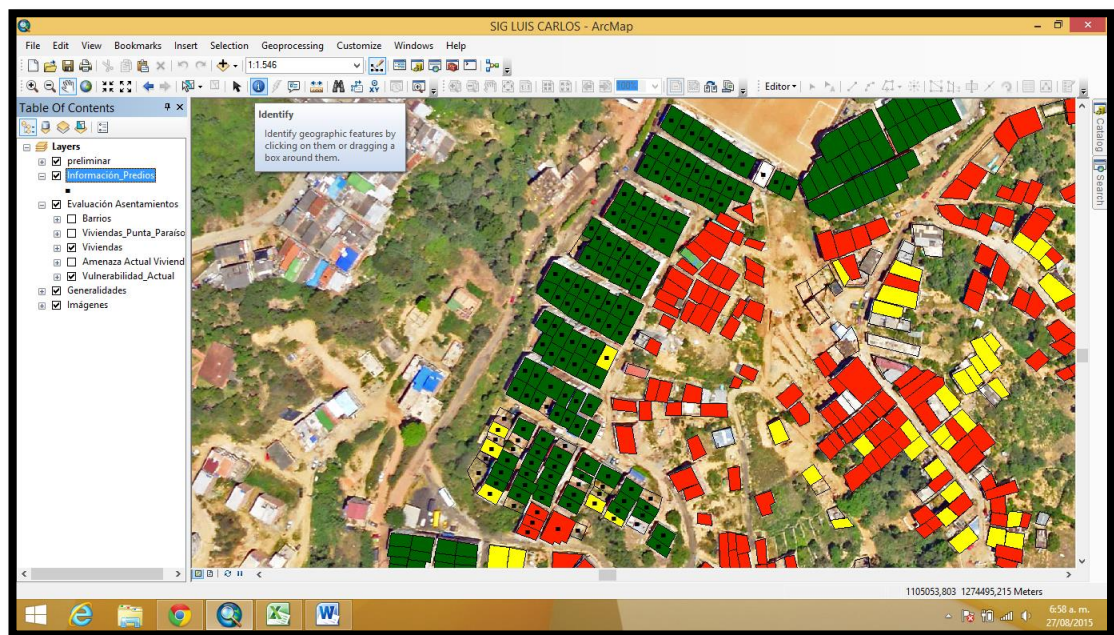 SIG LUIS CARLOS - ArcMap
File Edit View Bookmarks Insert Selection Geoprocessing Customize Windows Help
1:1.546
Editor
Table Of Contents
Identify
Identify geographic features by
clicking on them or dragging a
box around them.
Layers
preliminar
Información_Predios
Evaluación Asentamientos
Barrios
Viviendas_Punta_Paraíso
Viviendas
Amenaza Actual Viviend
Vulnerabilidad_Actual
Generalidades
Imágenes
Catalog
Search
1105053,803 1274495,215 Meters
6:58 a. m.
27/08/2015